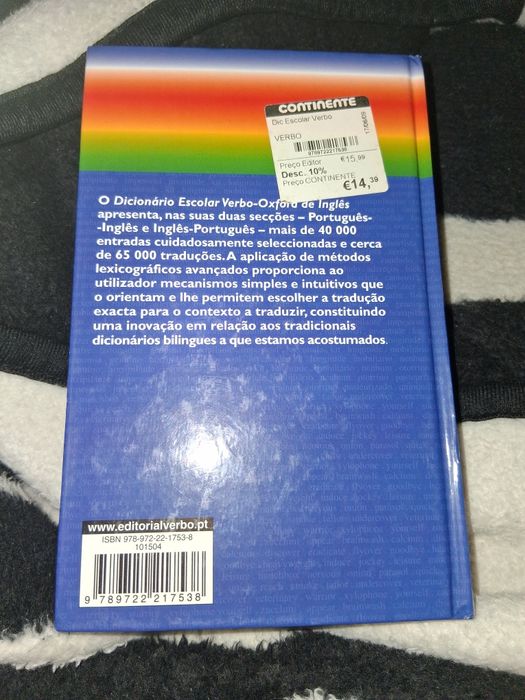 CONTINENTE
Dic Escolar Verbo
VERBO
17/09/09
9789722217538
Preço Editor €15,99
Desc. 10%
Preço CONTINENTE
€14,39
O Dicionário Escolar Verbo-Oxford de Inglês
apresenta, nas suas duas secções – Português-
-Inglês e Inglês-Português – mais de 40 000
entradas cuidadosamente seleccionadas e cerca
de 65 000 traduções. A aplicação de métodos
lexicográficos avançados proporciona ao
utilizador mecanismos simples e intuitivos que
o orientam e lhe permitem escolher a tradução
exacta para o contexto a traduzir, constituindo
uma inovação em relação aos tradicionais
dicionários bilingues a que estamos acostumados.
www.editorialverbo.pt
ISBN 978-972-22-1753-8
101504
9 789722 217538